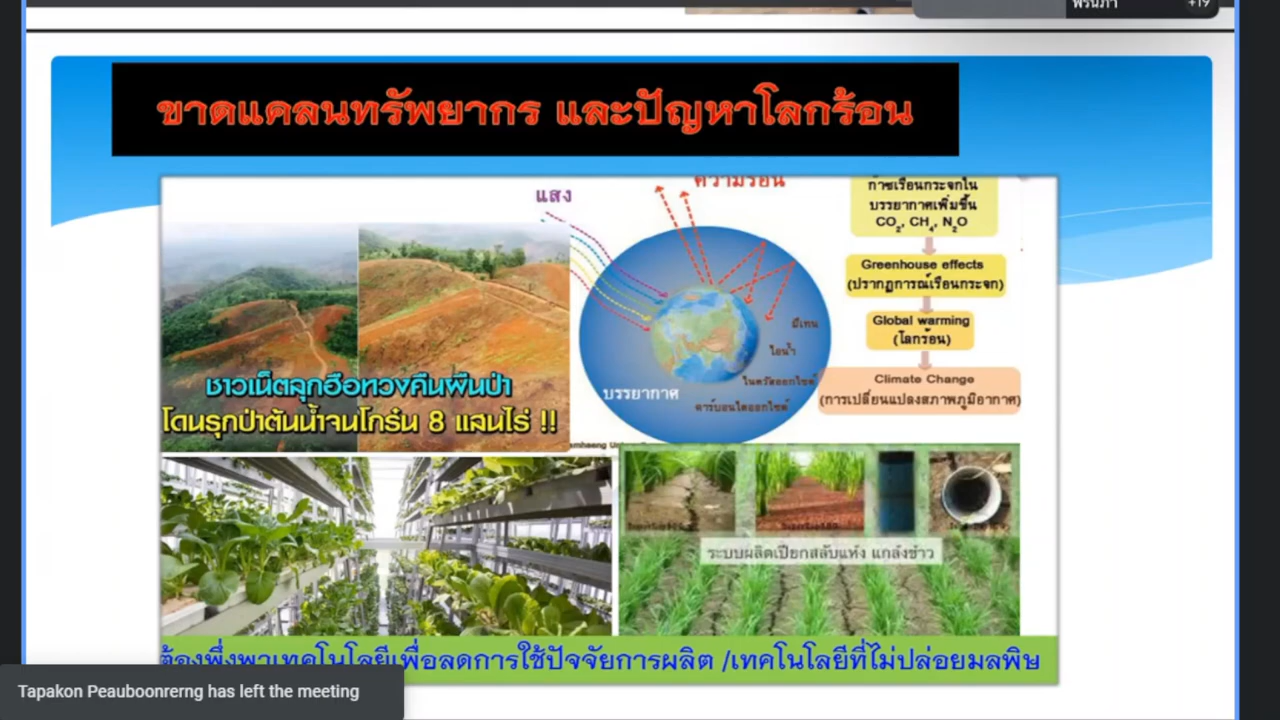 พรนภา
+19
ขาดแคลนทรัพยากร และปัญหาโลกร้อน
แสง
ความร้อน
ก๊าซเรือนกระจกใน
บรรยากาศเพิ่มขึ้น
CO₂, CH₄, N₂O
Greenhouse effects
(ปรากฏการณ์เรือนกระจก)
Global warming
(โลกร้อน)
Climate Change
(การเปลี่ยนแปลงสภาพภูมิอากาศ)
มีเทน
ไอน้ำ
ไนตรัสออกไซด์
บรรยากาศ
คาร์บอนไดออกไซด์
ชาวเน็ตลุกฮือทวงคืนผืนป่า
โดนรุกป่าต้นน้ำจนโกร๋น 8 แสนไร่ !!
ระบบผลิตเปียกสลับแห้ง แกล้งข้าว
ต้องพึ่งพาเทคโนโลยีเพื่อลดการใช้ปัจจัยการผลิต /เทคโนโลยีที่ไม่ปล่อยมลพิษ
Tapakon Peauboonrerng has left the meeting